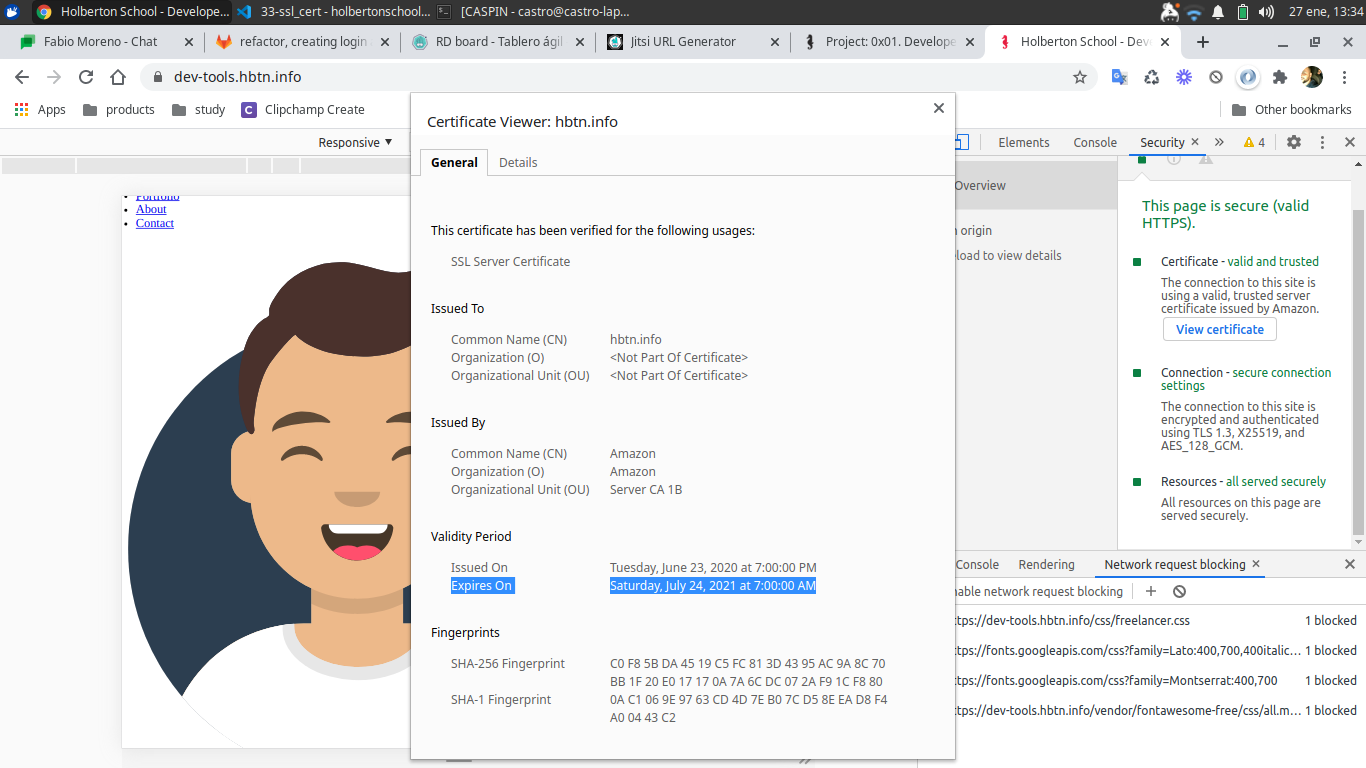 Holberton School - Develope...
33-ssl_cert - holbertonschool...
[CASPIN - castro@castro-lap...
27 ene, 13:34
Fabio Moreno - Chat
refactor, creating login
RD board - Tablero ágil
Jitsi URL Generator
Project: 0x01. Develope
Holberton School - Dev
dev-tools.hbtn.info
Apps
products
study
Clipchamp Create
Other bookmarks
Responsive
Portfolio
About
Contact
Certificate Viewer: hbtn.info
General
Details
This certificate has been verified for the following usages:
SSL Server Certificate
Issued To
Common Name (CN) hbtn.info
Organization (O) <Not Part Of Certificate>
Organizational Unit (OU) <Not Part Of Certificate>
Issued By
Common Name (CN) Amazon
Organization (O) Amazon
Organizational Unit (OU) Server CA 1B
Validity Period
Issued On Tuesday, June 23, 2020 at 7:00:00 PM
Expires On Saturday, July 24, 2021 at 7:00:00 AM
Fingerprints
SHA-256 Fingerprint C0 F8 5B DA 45 19 C5 FC 81 3D 43 95 AC 9A 8C 70
BB 1F 20 E0 17 17 0A 7A 6C DC 07 2A F9 1C F8 80
SHA-1 Fingerprint 0A C1 06 9E 97 63 CD 4D 7E B0 7C D5 8E EA D8 F4
A0 04 43 C2
Elements
Console
Security
4
Overview
origin
load to view details
This page is secure (valid
HTTPS).
Certificate - valid and trusted
The connection to this site is
using a valid, trusted server
certificate issued by Amazon.
View certificate
Connection - secure connection
settings
The connection to this site is
encrypted and authenticated
using TLS 1.3, X25519, and
AES_128_GCM.
Resources - all served securely
All resources on this page are
served securely.
Console
Rendering
Network request blocking
nable network request blocking
ttps://dev-tools.hbtn.info/css/freelancer.css 1 blocked
ttps://fonts.googleapis.com/css?family=Lato:400,700,400italic... 1 blocked
ttps://fonts.googleapis.com/css?family=Montserrat:400,700 1 blocked
ttps://dev-tools.hbtn.info/vendor/fontawesome-free/css/all.m... 1 blocked